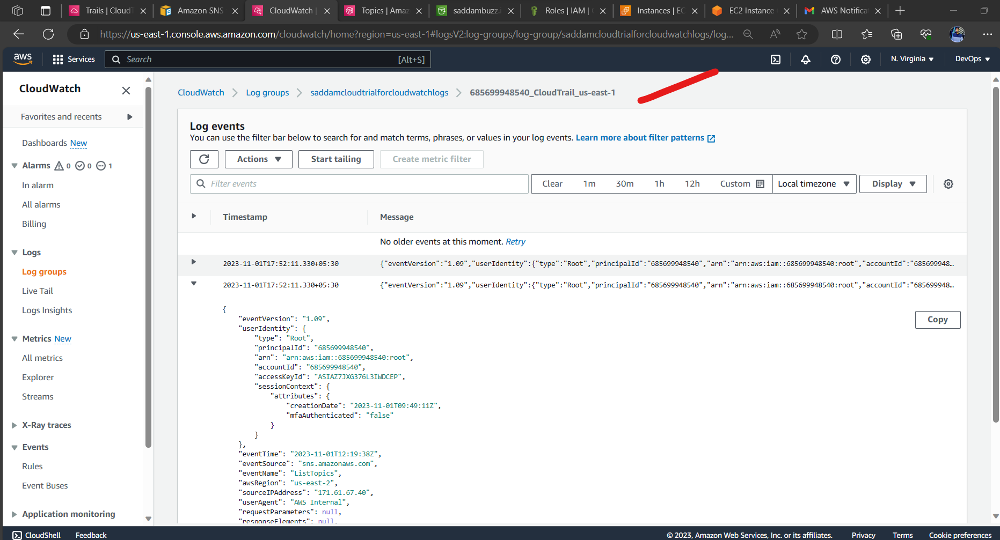 Trails | CloudT
Amazon SNS
CloudWatch |
Topics | Amaz
saddambuzz.i
Roles | IAM |
Instances | EC
EC2 Instance
AWS Notifica
https://us-east-1.console.aws.amazon.com/cloudwatch/home?region=us-east-1#logsV2:log-groups/log-group/saddamcloudtrialforcloudwatchlogs/log...
aws
Services
Search
[Alt+S]
N. Virginia
DevOps
CloudWatch
Favorites and recents
Dashboards New
Alarms 0 0 1
In alarm
All alarms
Billing
Logs
Log groups
Live Tail
Logs Insights
Metrics New
All metrics
Explorer
Streams
X-Ray traces
Events
Rules
Event Buses
Application monitoring
CloudWatch > Log groups > saddamcloudtrialforcloudwatchlogs > 685699948540_CloudTrail_us-east-1
Log events
You can use the filter bar below to search for and match terms, phrases, or values in your log events. Learn more about filter patterns
Actions
Start tailing
Create metric filter
Filter events
Clear
1m
30m
1h
12h
Custom
Local timezone
Display
Timestamp
Message
No older events at this moment. Retry
2023-11-01T17:52:11.330+05:30 {"eventVersion":"1.09","userIdentity":{"type":"Root","principalId":"685699948540","arn":"arn:aws:iam::685699948540:root","accountId":"685699948…
2023-11-01T17:52:11.330+05:30 {"eventVersion":"1.09","userIdentity":{"type":"Root","principalId":"685699948540","arn":"arn:aws:iam::685699948540:root","accountId":"685699948…
{
Copy
"eventVersion": "1.09",
"userIdentity": {
"type": "Root",
"principalId": "685699948540",
"arn": "arn:aws:iam::685699948540:root",
"accountId": "685699948540",
"accessKeyId": "ASIAZ7JXG376L3IWDCEP",
"sessionContext": {
"attributes": {
"creationDate": "2023-11-01T09:49:11Z",
"mfaAuthenticated": "false"
}
}
},
"eventTime": "2023-11-01T12:19:38Z",
"eventSource": "sns.amazonaws.com",
"eventName": "ListTopics",
"awsRegion": "us-east-2",
"sourceIPAddress": "171.61.67.40",
"userAgent": "AWS Internal",
"requestParameters": null,
"responseElements": null,
CloudShell
Feedback
© 2023, Amazon Web Services, Inc. or its affiliates.
Privacy
Terms
Cookie preferences